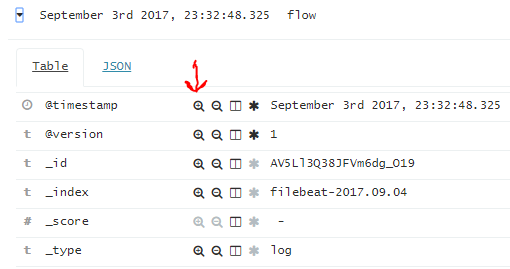 September 3rd 2017, 23:32:48.325 flow
Table JSON
@timestamp September 3rd 2017, 23:32:48.325
t @version 1
t _id AV5Ll3Q38JFVm6dg_O19
t _index filebeat-2017.09.04
# _score -
t _type log